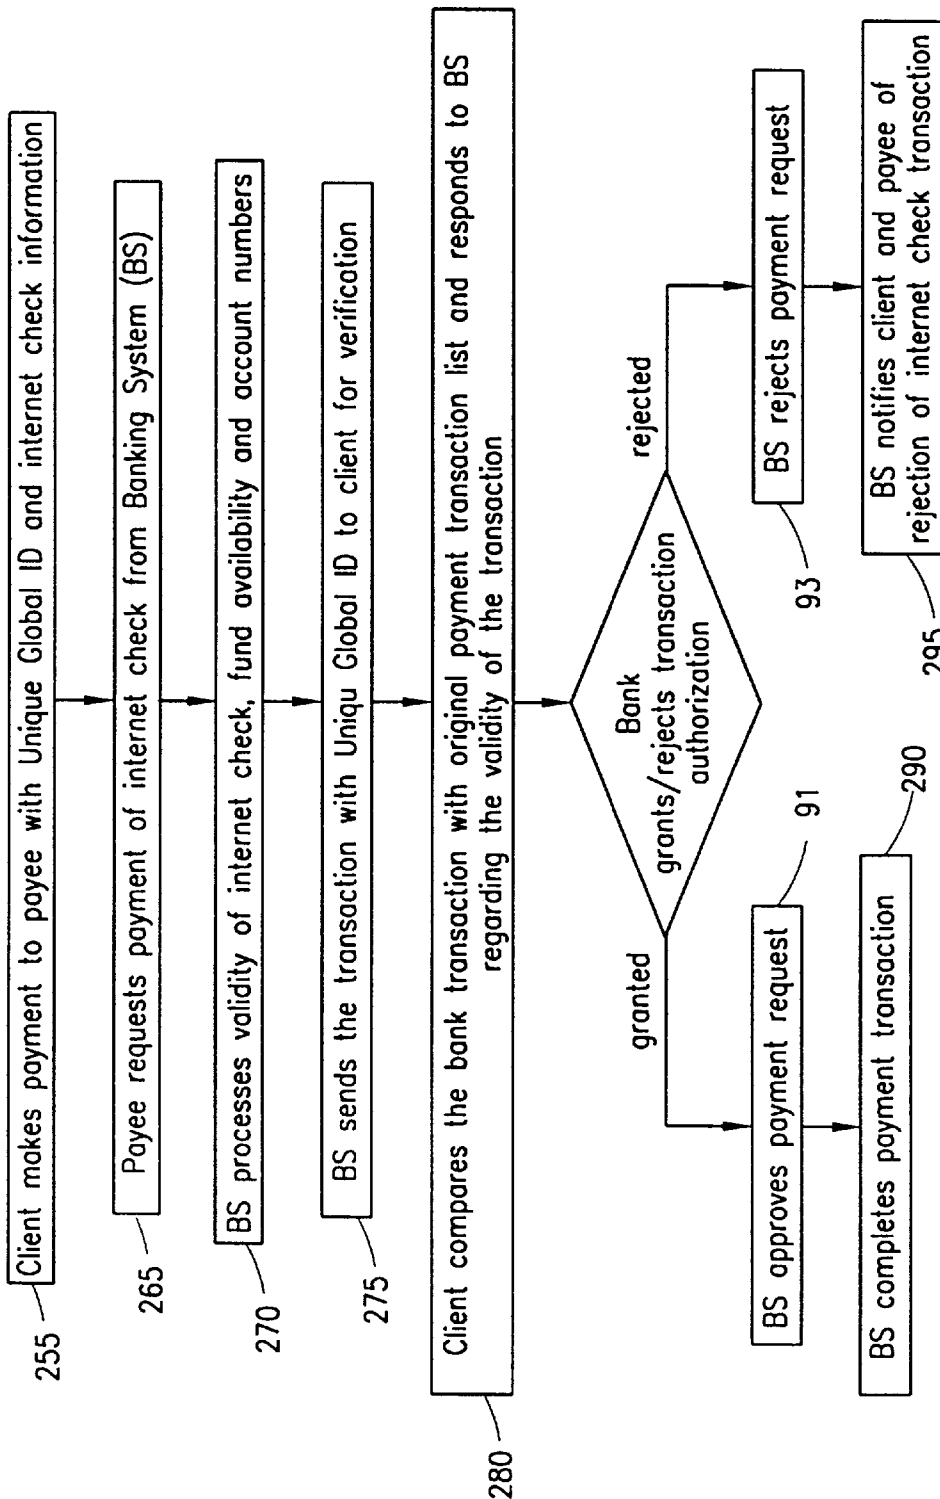 Client makes payment to payee with Unique Global ID and internet check information
255
Payee requests payment of internet check from Banking System (BS)
265
BS processes validity of internet check, fund availability and account numbers
270
BS sends the transaction with Uniqu Global ID to client for verification
275
Client compares the bank transaction with original payment transaction list and responds to BS
regarding the validity of the transaction
280
Bank
grants/rejects transaction
authorization
granted
rejected
BS approves payment request
91
BS rejects payment request
93
BS completes payment transaction
290
BS notifies client and payee of
rejection of internet check transaction
295